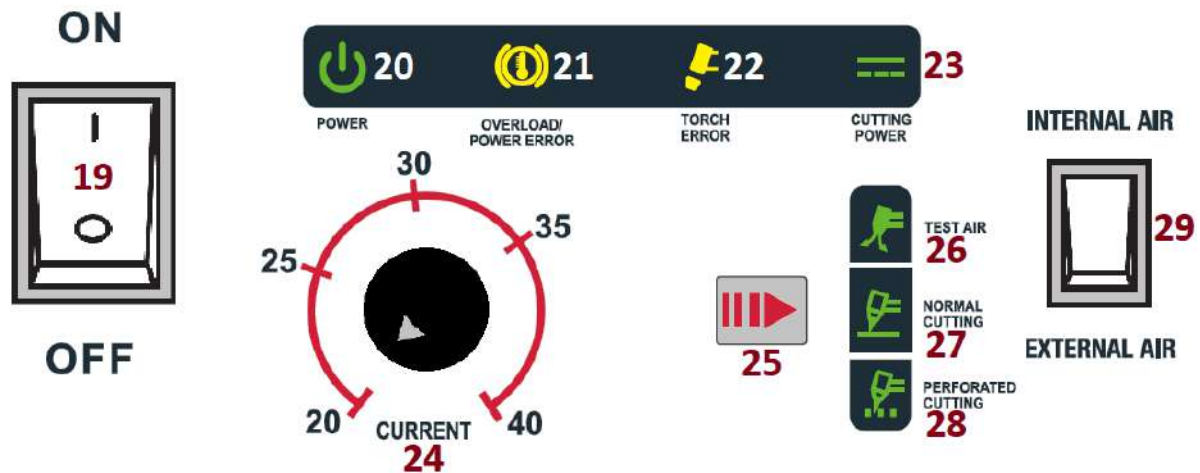 ON
I
19
O
OFF
20
21
22
23
POWER
OVERLOAD/
POWER ERROR
TORCH
ERROR
CUTTING
POWER
20
25
30
35
40
CURRENT
24
25
TEST AIR
26
NORMAL
CUTTING
27
PERFORATED
CUTTING
28
INTERNAL AIR
29
EXTERNAL AIR